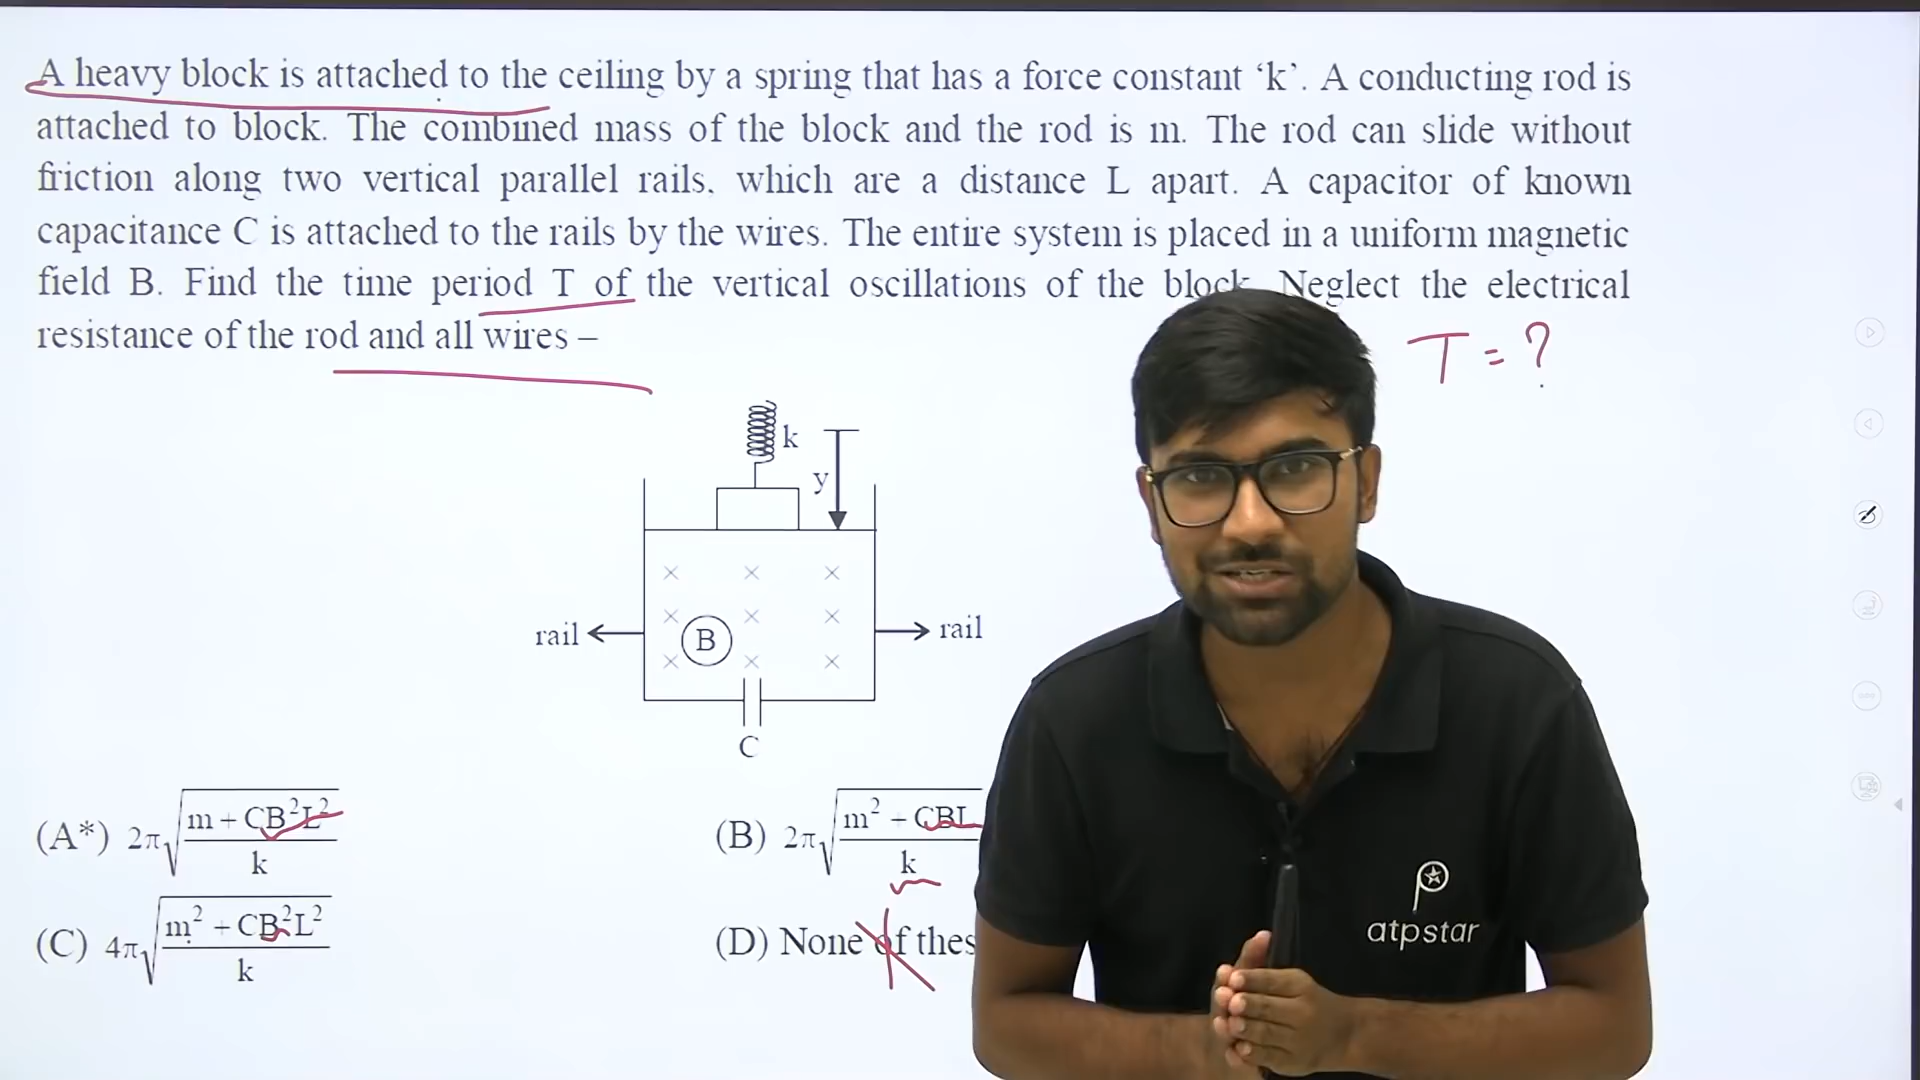 A heavy block is attached to the ceiling by a spring that has a force constant ‘k’. A conducting rod is
attached to block. The combined mass of the block and the rod is m. The rod can slide without
friction along two vertical parallel rails, which are a distance L apart. A capacitor of known
capacitance C is attached to the rails by the wires. The entire system is placed in a uniform magnetic
field B. Find the time period T of the vertical oscillations of the block. Neglect the electrical
resistance of the rod and all wires –
T = ?
k
y
rail
B
rail
C
(A*) 2π√((m + CB²L²)/k)
(B) 2π√((m² + CBL)/k)
(C) 4π√((m² + CB²L²)/k)
(D) None of thes
atpstar